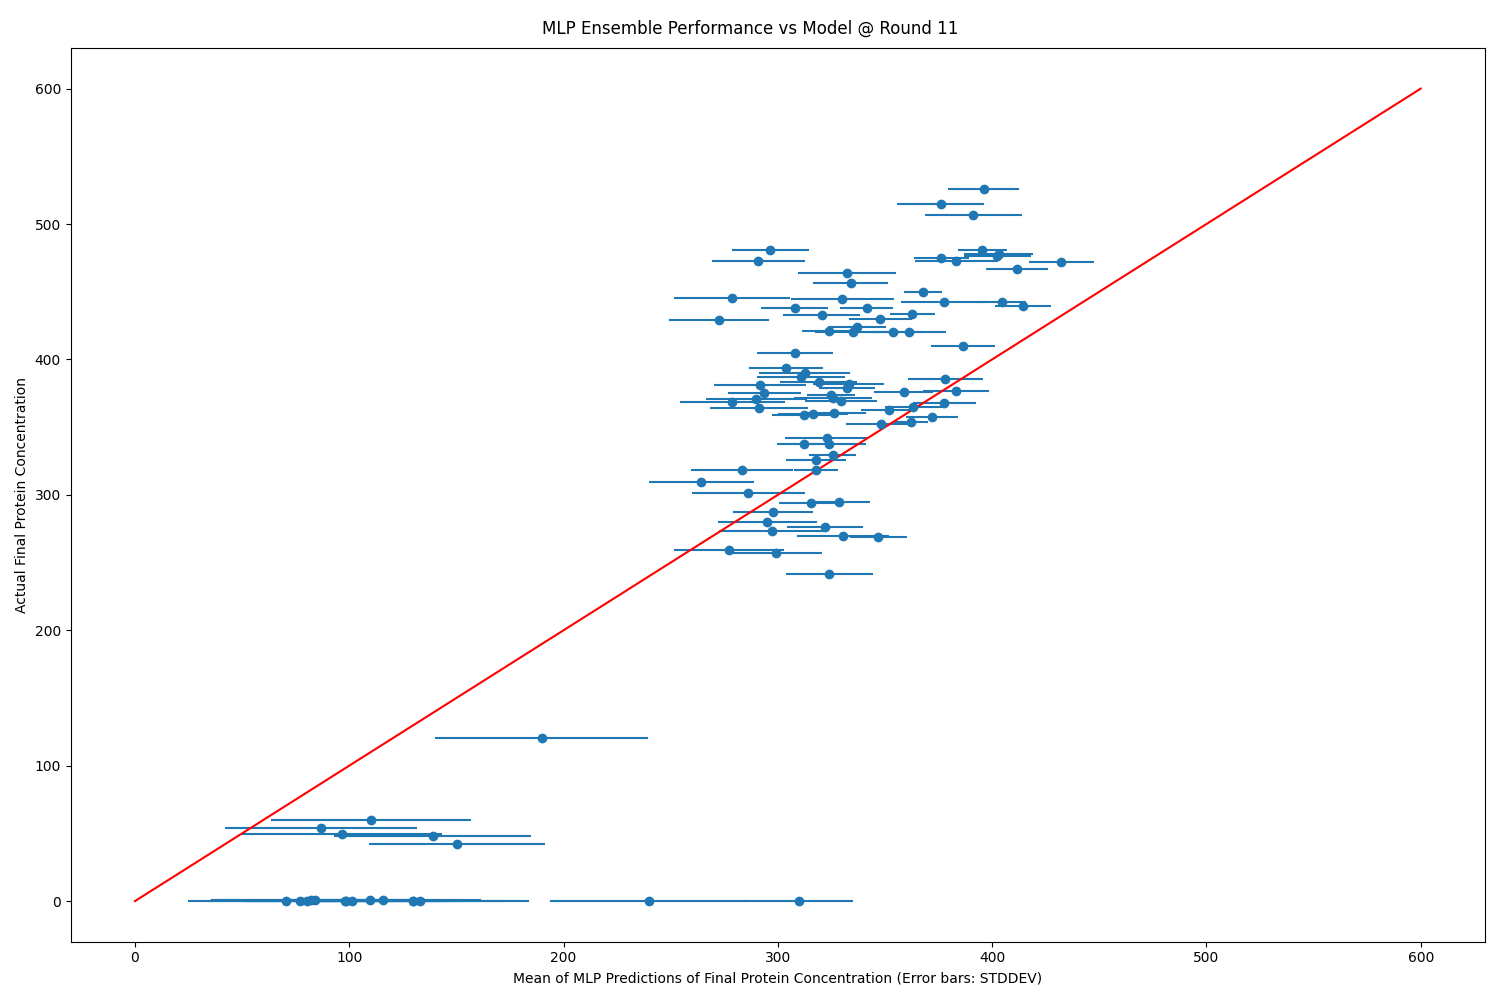 MLP Ensemble Performance vs Model @ Round 11
600
500
400
300
200
100
0
Actual Final Protein Concentration
0 100 200 300 400 500 600
Mean of MLP Predictions of Final Protein Concentration (Error bars: STDDEV)